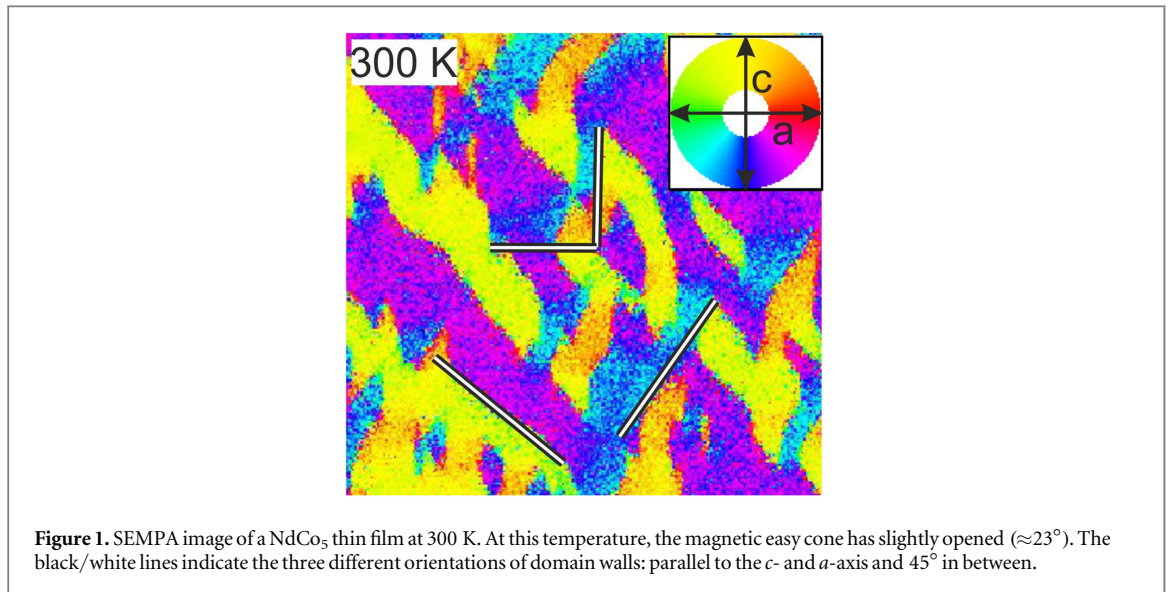 300 K
c
a
Figure 1. SEMPA image of a NdCo₅ thin film at 300 K. At this temperature, the magnetic easy cone has slightly opened (≈23°). The
black/white lines indicate the three different orientations of domain walls: parallel to the c- and a-axis and 45° in between.